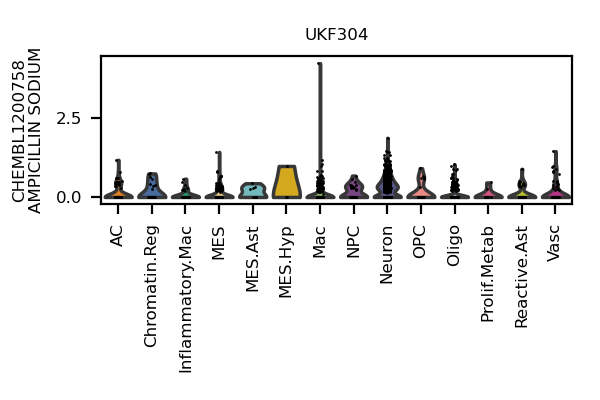 UKF304
CHEMBL1200758
AMPICILLIN SODIUM
2.5
0.0
AC
Chromatin.Reg
Inflammatory.Mac
MES
MES.Ast
MES.Hyp
Mac
NPC
Neuron
OPC
Oligo
Prolif.Metab
Reactive.Ast
Vasc